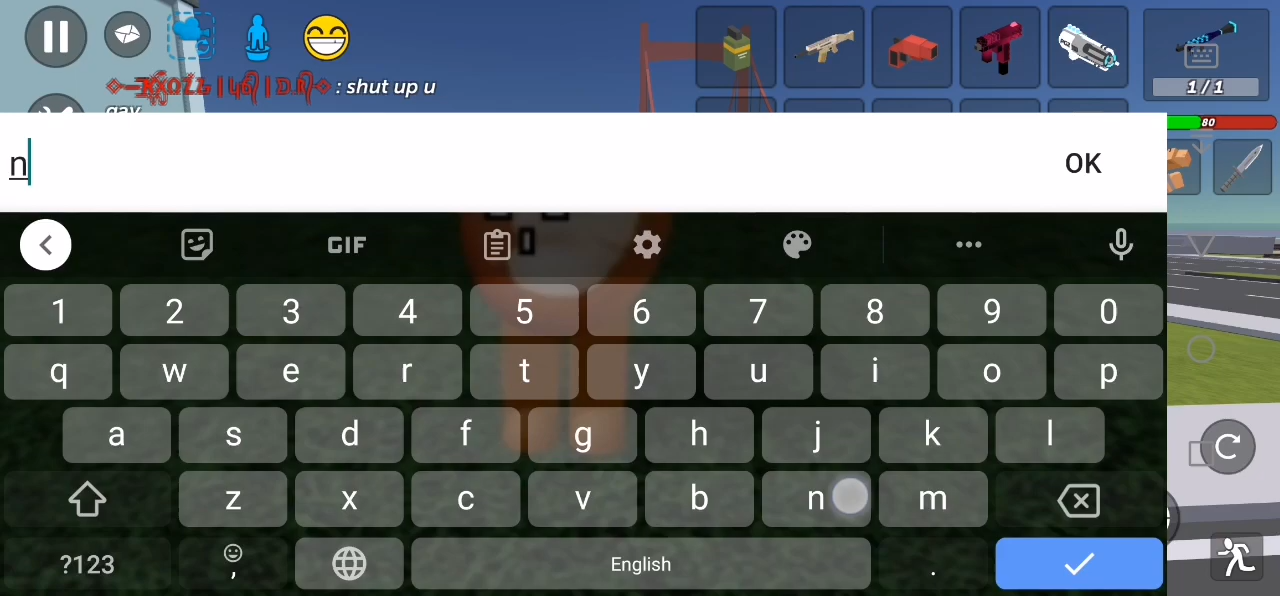 : shut up u
gay
1 / 1
80
n
OK
GIF
1 2 3 4 5 6 7 8 9 0
q w e r t y u i o p
a s d f g h j k l
z x c v b n m
?123 , English .